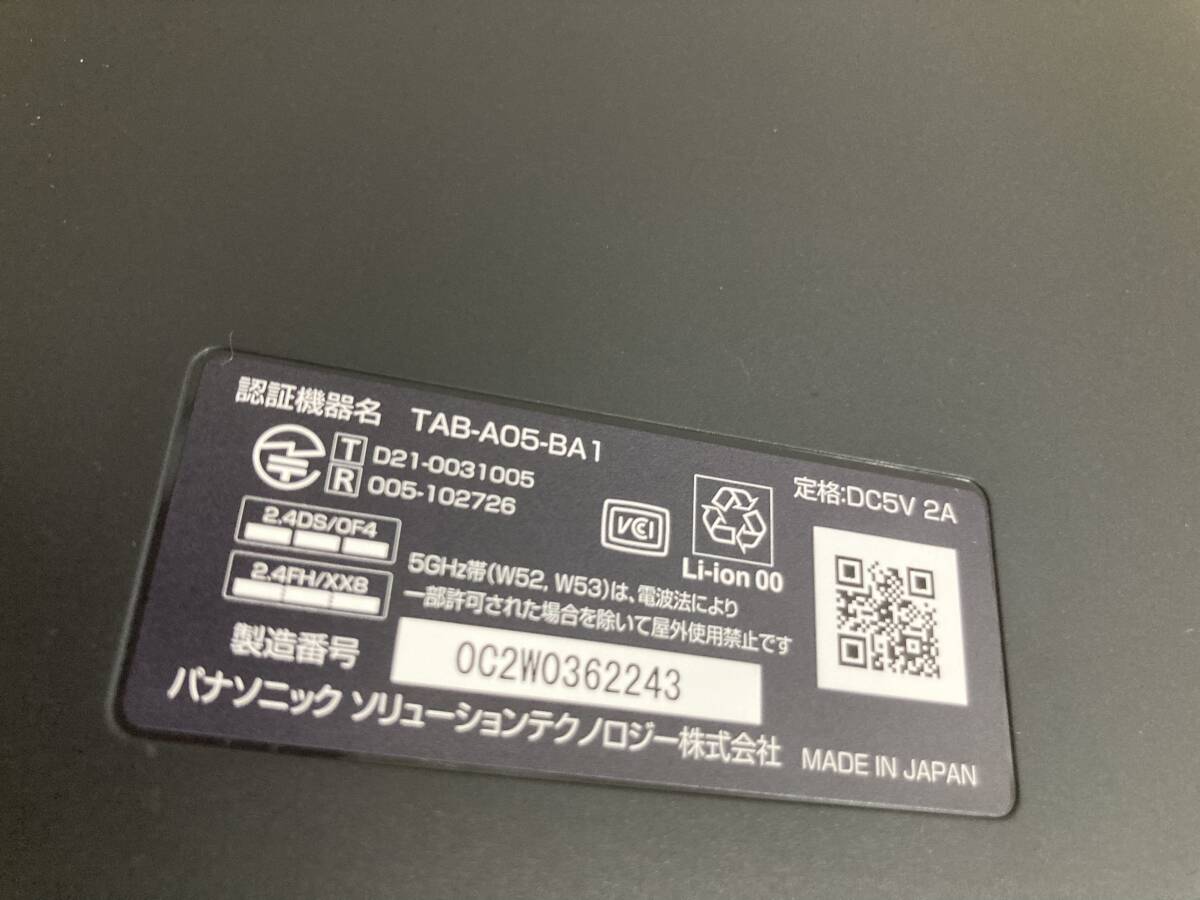 認証機器名 TAB-A05-BA1
T D21-0031005
R 005-102726
定格:DC5V 2A
2.4DS/OF4
2.4FH/XX8
VCCI
Li-ion 00
5GHz帯(W52, W53)は、電波法により
一部許可された場合を除いて屋外使用禁止です
製造番号 0C2W0362243
パナソニック ソリューションテクノロジー株式会社
MADE IN JAPAN